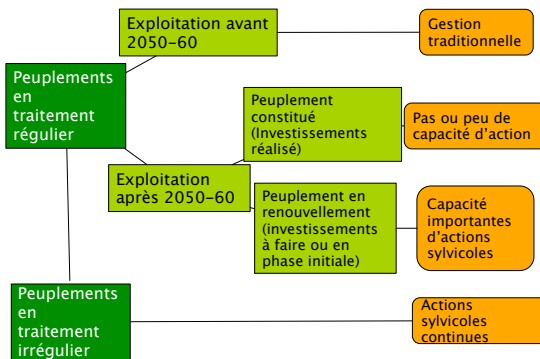 Exploitation avant
2050-60
Gestion
traditionnelle
Peuplements
en
traitement
régulier
Peuplement
constitué
(Investissements
réalisé)
Pas ou peu de
capacité d'action
Exploitation
après 2050-60
Peuplement en
renouvellement
(investissements
à faire ou en
phase initiale)
Capacité
importantes
d'actions
sylvicoles
Peuplements
en
traitement
irrégulier
Actions
sylvicoles
continues